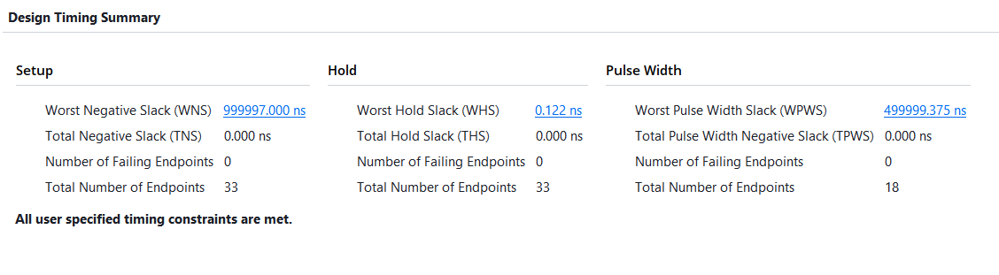 Design Timing Summary
Setup Hold Pulse Width
Worst Negative Slack (WNS) 999997.000 ns Worst Hold Slack (WHS) 0.122 ns Worst Pulse Width Slack (WPWS) 499999.375 ns
Total Negative Slack (TNS) 0.000 ns Total Hold Slack (THS) 0.000 ns Total Pulse Width Negative Slack (TPWS) 0.000 ns
Number of Failing Endpoints 0 Number of Failing Endpoints 0 Number of Failing Endpoints 0
Total Number of Endpoints 33 Total Number of Endpoints 33 Total Number of Endpoints 18
All user specified timing constraints are met.